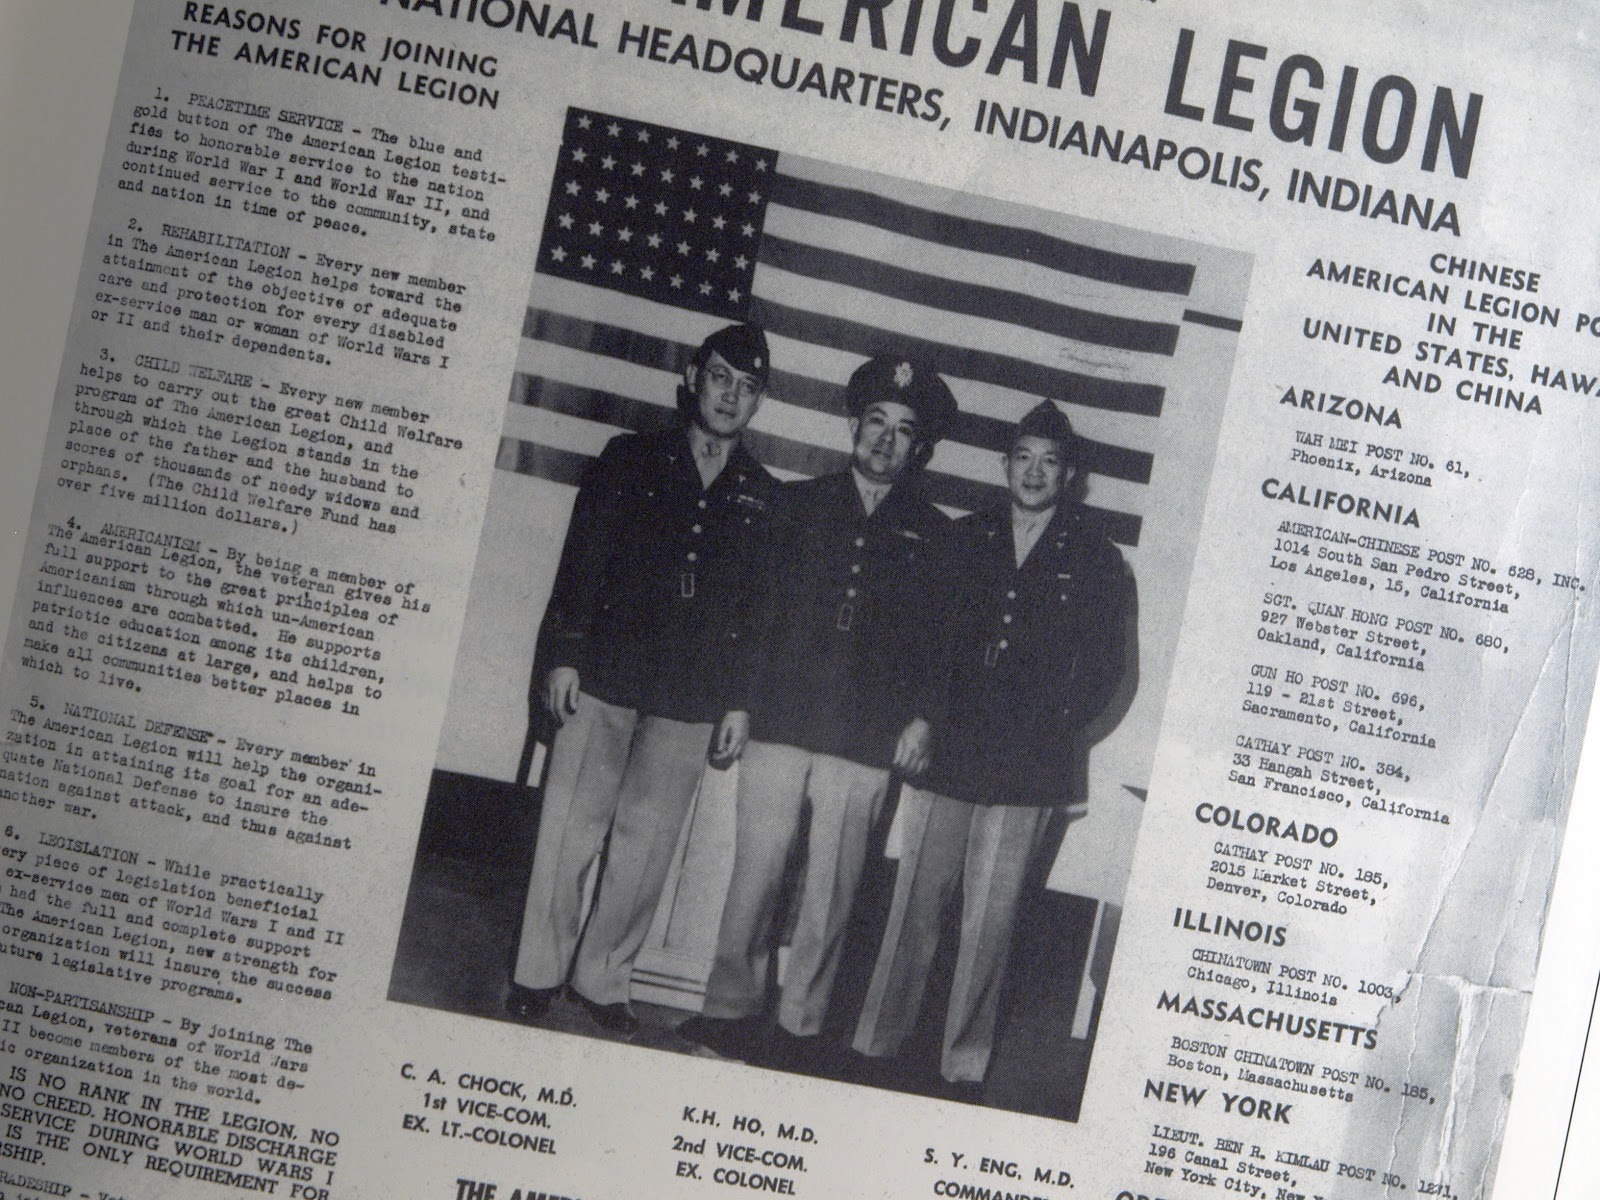 AMERICAN LEGION
NATIONAL HEADQUARTERS, INDIANAPOLIS, INDIANA
REASONS FOR JOINING
THE AMERICAN LEGION
1. PEACETIME SERVICE - The blue and
gold button of The American Legion testi-
fies to honorable service to the nation
during World War I and World War II, and
continued service to the community, state
and nation in time of peace.
2. REHABILITATION - Every new member
in The American Legion helps toward the
attainment of the objective of adequate
care and protection for every disabled
ex-service man or woman of World Wars I
or II and their dependents.
3. CHILD WELFARE - Every new member
helps to carry out the great Child Welfare
program of The American Legion, and
through which the Legion stands in the
place of the father and the husband to
scores of thousands of needy widows and
orphans. (The Child Welfare Fund has
over five million dollars.)
4. AMERICANISM - By being a member of
The American Legion, the veteran gives his
full support to the great principles of
Americanism through which un-American
influences are combatted. He supports
patriotic education among its children,
and the citizens at large, and helps to
make all communities better places in
which to live.
5. NATIONAL DEFENSE - Every member in
The American Legion will help the organi-
zation in attaining its goal for an ade-
quate National Defense to insure the
nation against attack, and thus against
another war.
6. LEGISLATION - While practically
ery piece of legislation beneficial
ex-service men of World Wars I and II
had the full and complete support
The American Legion, new strength for
organization will insure the success
uture legislative programs.
NON-PARTISANSHIP - By joining The
can Legion, veterans of World Wars
II become members of the most de-
ic organization in the world.
IS NO RANK IN THE LEGION, NO
NO CREED. HONORABLE DISCHARGE
SERVICE DURING WORLD WARS I
IS THE ONLY REQUIREMENT FOR
RSHIP.
RADESHIP -
C. A. CHOCK, M.D.
1st VICE-COM.
EX. LT.-COLONEL
K.H. HO, M.D.
2nd VICE-COM.
EX. COLONEL
S. Y. ENG, M.D.
COMMANDE
THE AMER
CHINESE
AMERICAN LEGION PO
IN THE
UNITED STATES, HAWA
AND CHINA
ARIZONA
WAH MEI POST NO. 61,
Phoenix, Arizona
CALIFORNIA
AMERICAN-CHINESE POST NO. 628, INC.
1014 South San Pedro Street,
Los Angeles, 15, California
SGT. QUAN HONG POST NO. 680,
927 Webster Street,
Oakland, California
GUN HO POST NO. 696,
119 - 21st Street,
Sacramento, California
CATHAY POST NO. 384,
33 Hangah Street,
San Francisco, California
COLORADO
CATHAY POST NO. 185,
2015 Market Street,
Denver, Colorado
ILLINOIS
CHINATOWN POST NO. 1003,
Chicago, Illinois
MASSACHUSETTS
BOSTON CHINATOWN POST NO. 185,
Boston, Massachusetts
NEW YORK
LIEUT. BEN R. KIMLAU POST NO. 1291,
196 Canal Street,
New York City, New